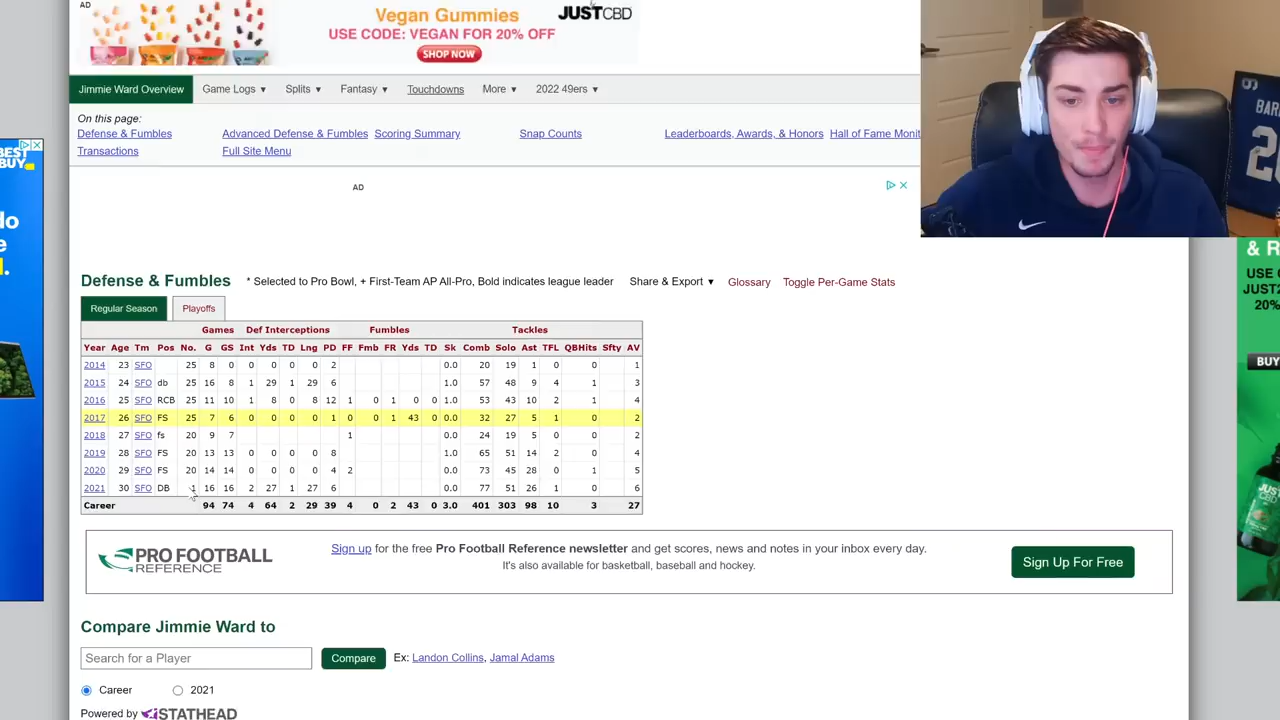 AD
Vegan Gummies
JUSTCBD
USE CODE: VEGAN FOR 20% OFF
SHOP NOW
Jimmie Ward Overview Game Logs ▼ Splits ▼ Fantasy ▼ Touchdowns More ▼ 2022 49ers ▼
On this page:
Defense & Fumbles Advanced Defense & Fumbles Scoring Summary Snap Counts Leaderboards, Awards, & Honors Hall of Fame Monit
Transactions Full Site Menu
BEST
BUY
AD
BAR
Defense & Fumbles * Selected to Pro Bowl, + First-Team AP All-Pro, Bold indicates league leader Share & Export ▼ Glossary Toggle Per-Game Stats
Regular Season Playoffs
Games Def Interceptions Fumbles Tackles
Year Age Tm Pos No. G GS Int Yds TD Lng PD FF Fmb FR Yds TD Sk Comb Solo Ast TFL QBHits Sfty AV
2014 23 SFO 25 8 0 0 0 0 0 2 0.0 20 19 1 0 0 1
2015 24 SFO db 25 16 8 1 29 1 29 6 1.0 57 48 9 4 1 3
2016 25 SFO RCB 25 11 10 1 8 0 8 12 1 0 1 0 0 1.0 53 43 10 2 1 4
2017 26 SFO FS 25 7 6 0 0 0 0 1 0 0 1 43 0 0.0 32 27 5 1 0 2
2018 27 SFO fs 20 9 7 1 0.0 24 19 5 0 0 2
2019 28 SFO FS 20 13 13 0 0 0 0 8 1.0 65 51 14 2 0 4
2020 29 SFO FS 20 14 14 0 0 0 0 4 2 0.0 73 45 28 0 1 5
2021 30 SFO DB 1 16 16 2 27 1 27 6 0.0 77 51 26 1 0 6
Career 94 74 4 64 2 29 39 4 0 2 43 0 3.0 401 303 98 10 3 27
PRO FOOTBALL
REFERENCE
Sign up for the free Pro Football Reference newsletter and get scores, news and notes in your inbox every day.
It's also available for basketball, baseball and hockey.
Sign Up For Free
Compare Jimmie Ward to
Search for a Player Compare Ex: Landon Collins, Jamal Adams
Career 2021
Powered by STATHEAD
& R
USE
JUST
20%
BUY